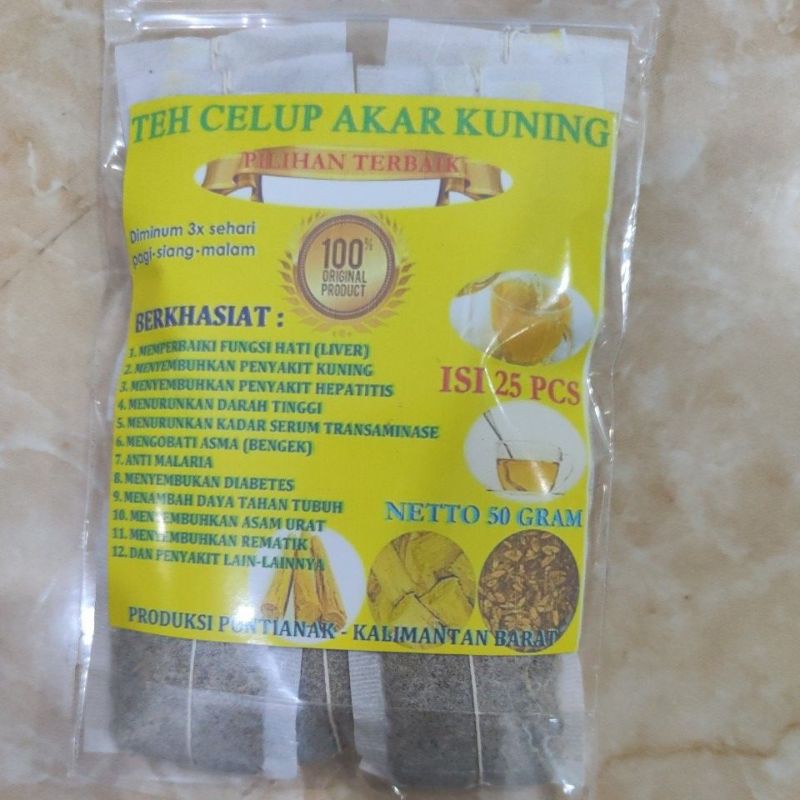 TEH CELUP AKAR KUNING
PILIHAN TERBAIK
Diminum 3x sehari
pagi-siang-malam
100%
ORIGINAL
PRODUCT
BERKHASIAT :
1. MEMPERBAIKI FUNGSI HATI (LIVER)
2. MENYEMBUHKAN PENYAKIT KUNING
3. MENYEMBUHKAN PENYAKIT HEPATITIS
4. MENURUNKAN DARAH TINGGI
5. MENURUNKAN KADAR SERUM TRANSAMINASE
6. MENGOBATI ASMA (BENGEK)
7. ANTI MALARIA
8. MENYEMBUKAN DIABETES
9. MENAMBAH DAYA TAHAN TUBUH
10. MENYEMBUHKAN ASAM URAT
11. MENYEMBUHKAN REMATIK
12. DAN PENYAKIT LAIN-LAINNYA
ISI 25 PCS
NETTO 50 GRAM
PRODUKSI PONTIANAK - KALIMANTAN BARAT